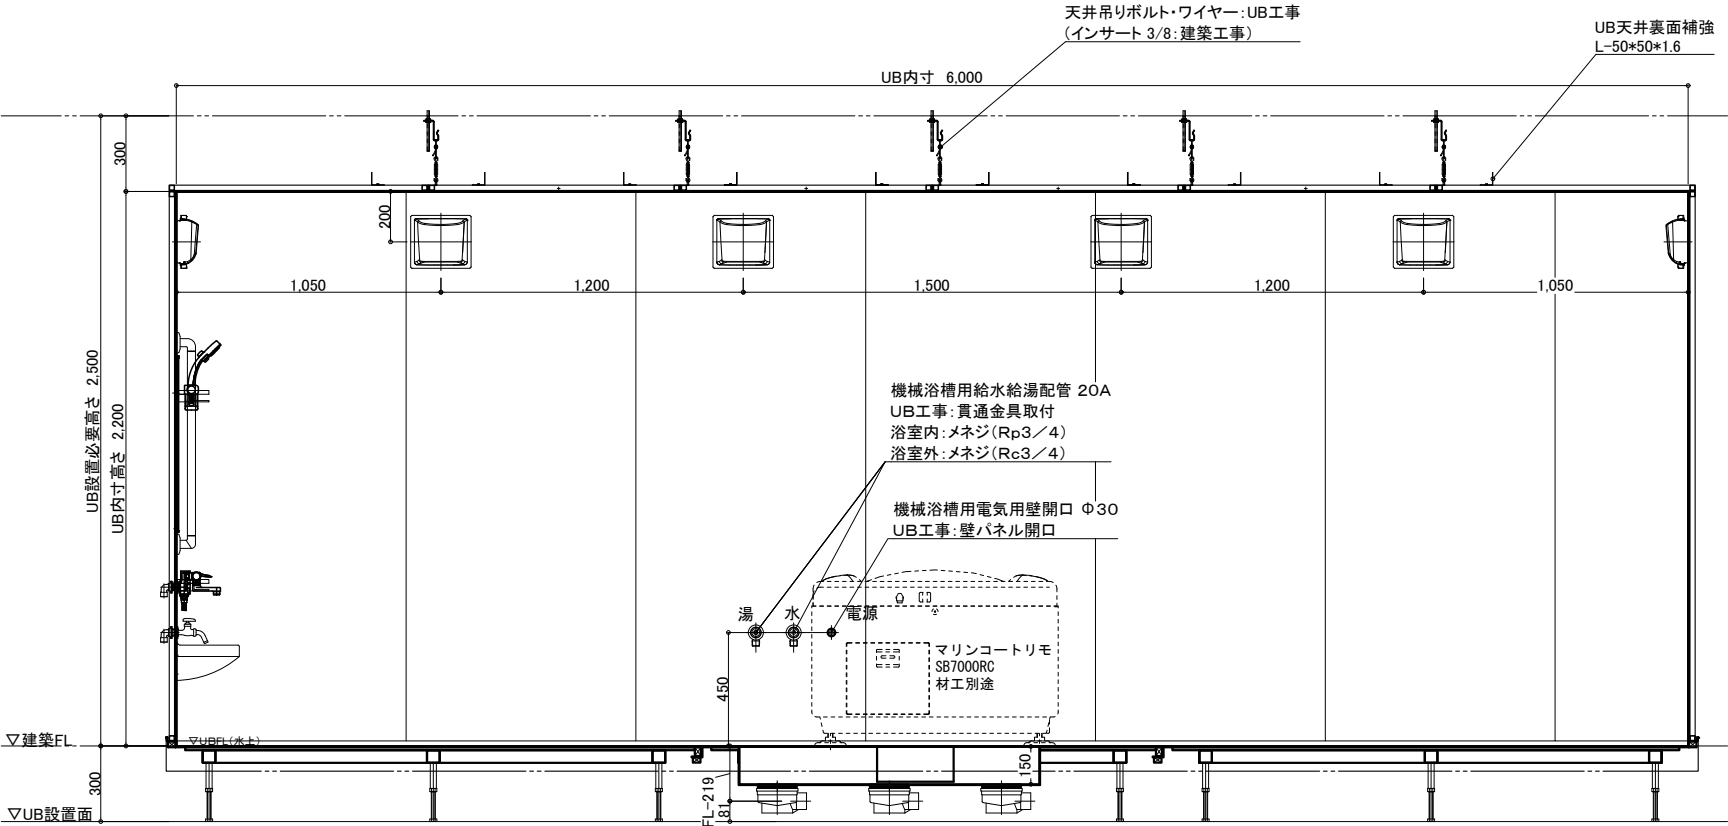 天井吊りボルト・ワイヤー:UB工事
(インサート 3/8:建築工事)
UB天井裏面補強
L-50*50*1.6
UB内寸 6,000
300
200
1,050
1,200
1,500
1,200
1,050
UB設置必要高さ 2,500
UB内寸高さ 2,200
機械浴槽用給水給湯配管 20A
UB工事:貫通金具取付
浴室内:メネジ(Rp3/4)
浴室外:メネジ(Rc3/4)
機械浴槽用電気用壁開口 Φ30
UB工事:壁パネル開口
湯
水
電源
マリンコートリモ
SB7000RC
材工別途
450
▽建築FL
▽UBFL(水上)
300
150
FL-219
81
▽UB設置面